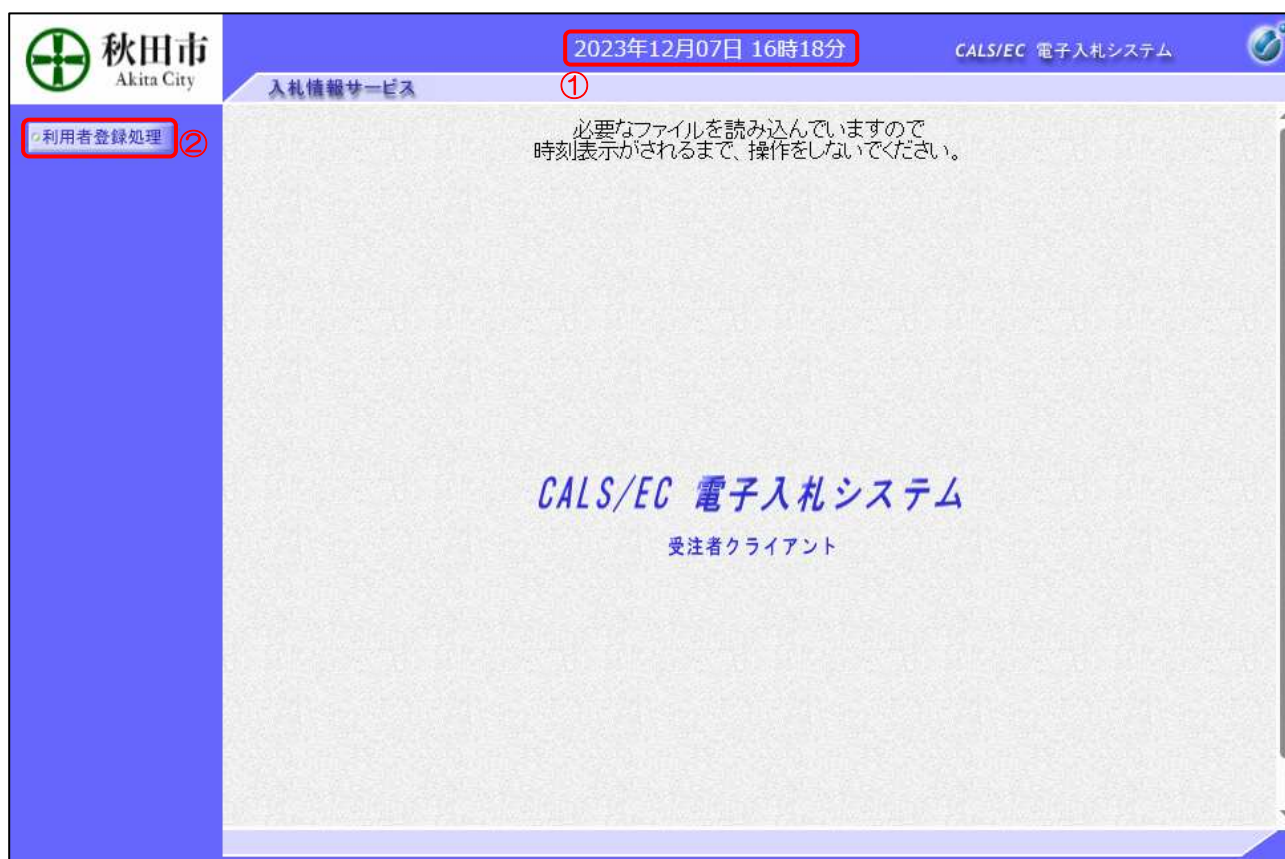 秋田市
Akita City
2023年12月07日 16時18分
CALS/EC 電子入札システム
入札情報サービス
①
利用者登録処理
②
必要なファイルを読み込んでいますので
時刻表示がされるまで、操作をしないでください。
CALS/EC 電子入札システム
受注者クライアント